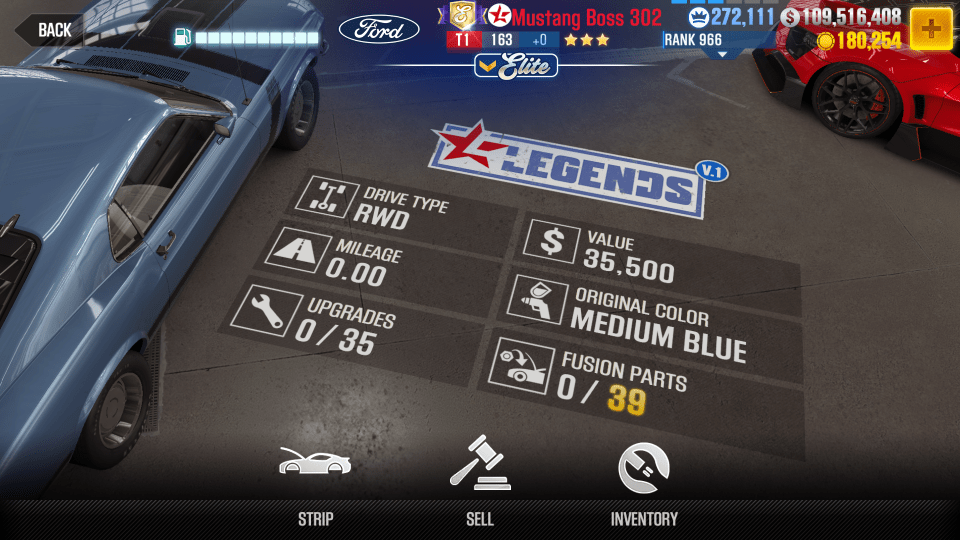 BACK
Ford
Mustang Boss 302
272,111
109,516,408
T1 163 +0
RANK 966
180,254
Elite
LEGENDS
V.1
DRIVE TYPE
RWD
MILEAGE
0.00
UPGRADES
0 / 35
$ VALUE
35,500
ORIGINAL COLOR
MEDIUM BLUE
FUSION PARTS
0 / 39
STRIP
SELL
INVENTORY